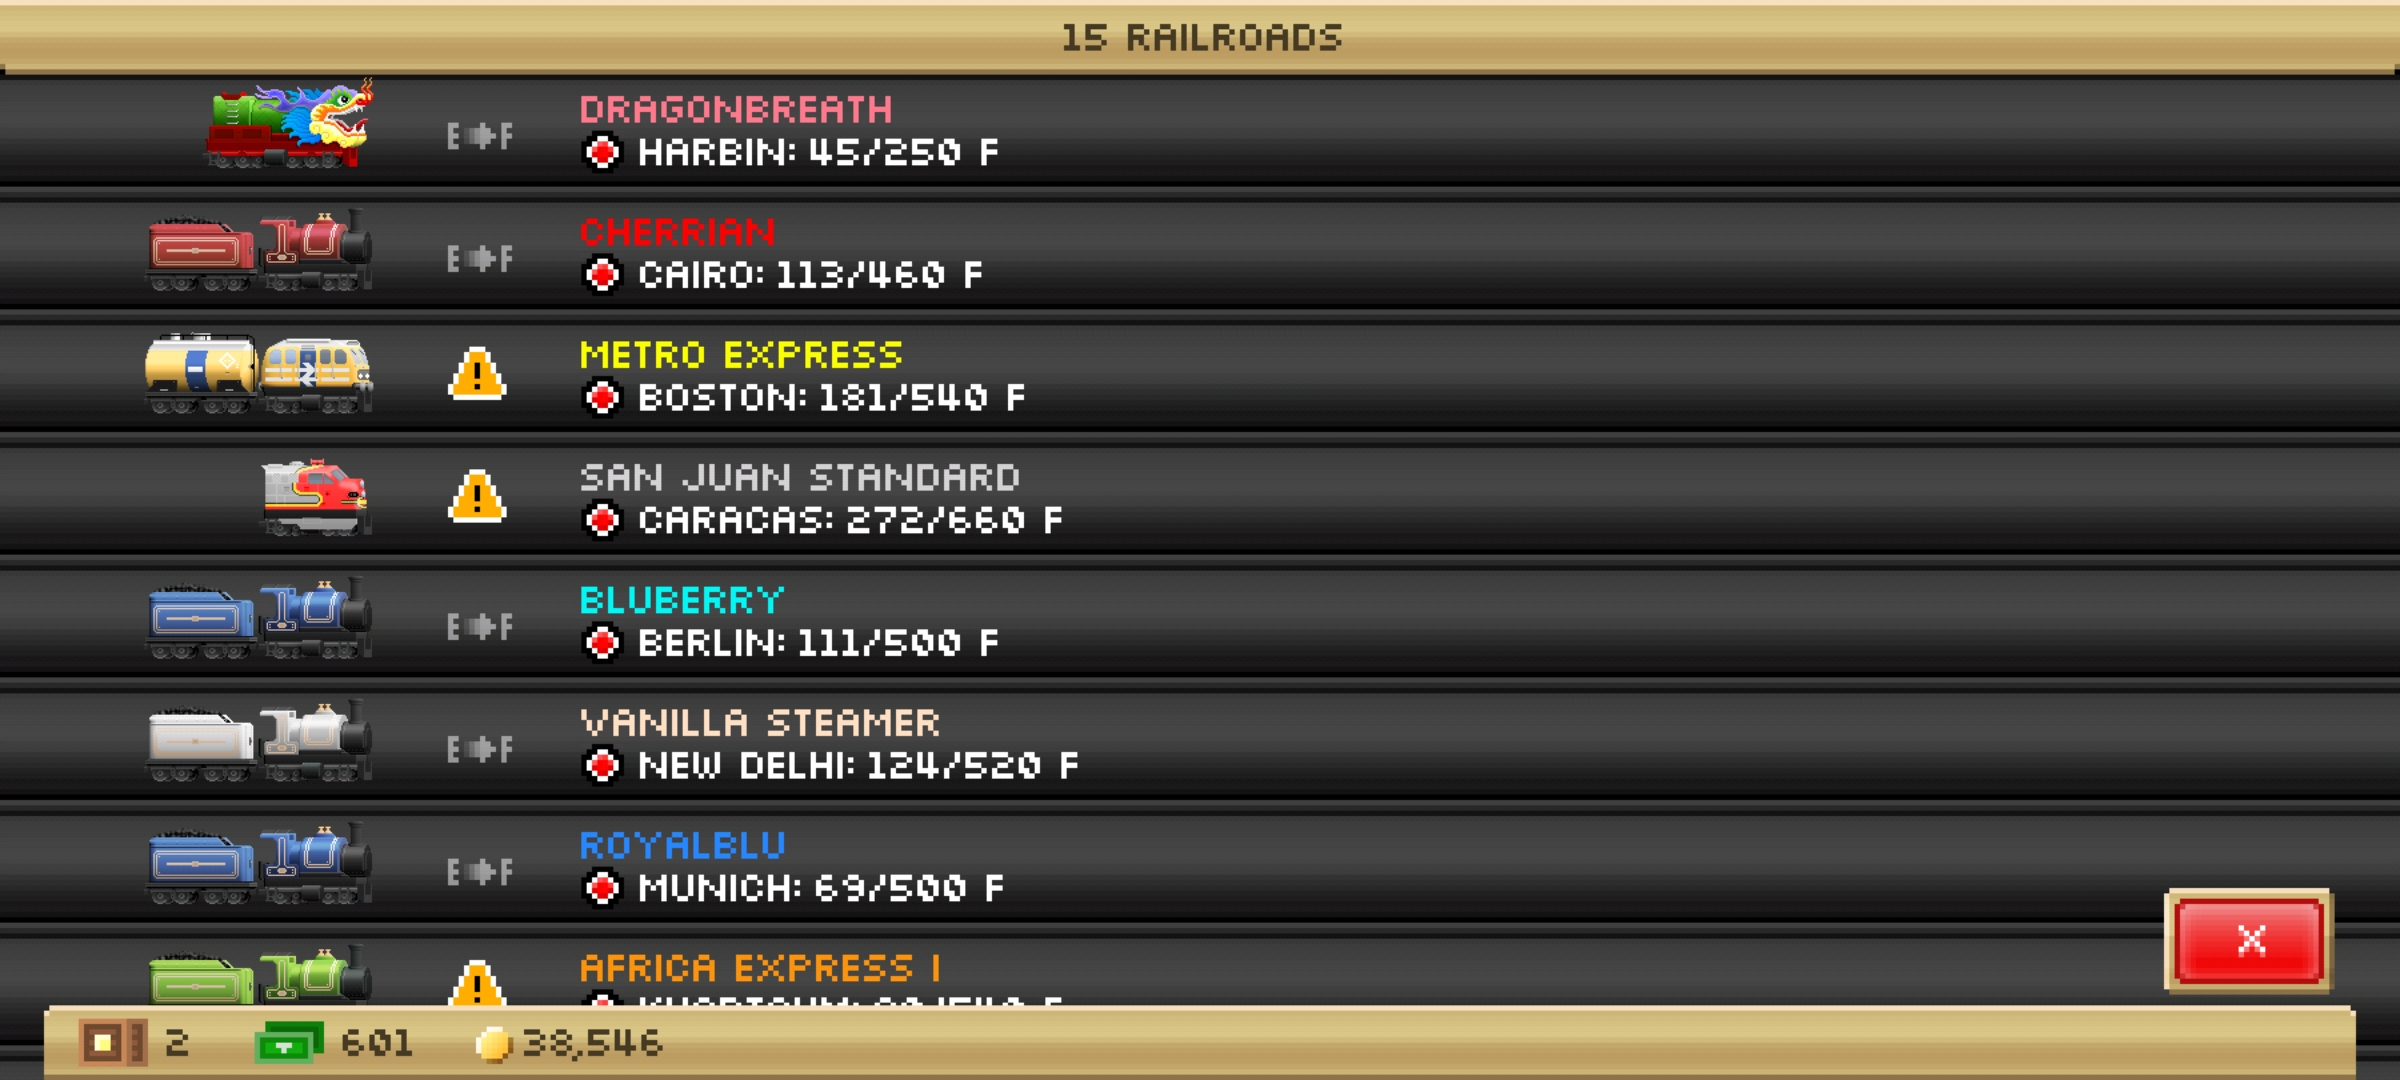 15 RAILROADS
DRAGONBREATH
E F
HARBIN: 45/250 F
CHERRIAN
E F
CAIRO: 113/460 F
METRO EXPRESS
BOSTON: 181/540 F
SAN JUAN STANDARD
CARACAS: 272/660 F
BLUBERRY
E F
BERLIN: 111/500 F
VANILLA STEAMER
E F
NEW DELHI: 124/520 F
ROYALBLU
E F
MUNICH: 69/500 F
AFRICA EXPRESS I
X
2 601 38,546